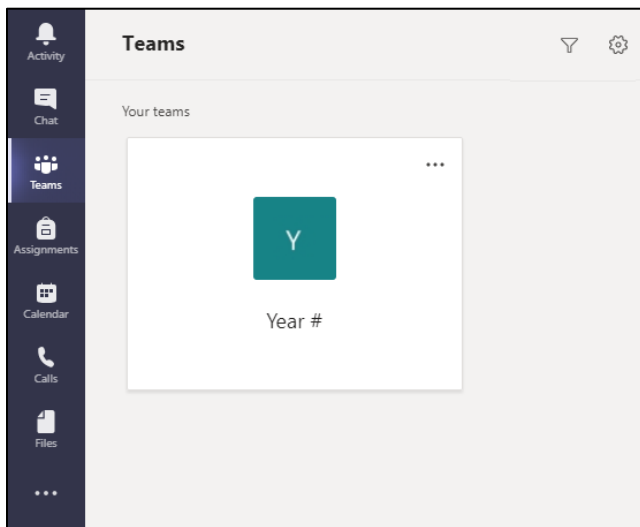 Activity
Chat
Teams
Assignments
Calendar
Calls
Files
Teams
Your teams
Y
Year #